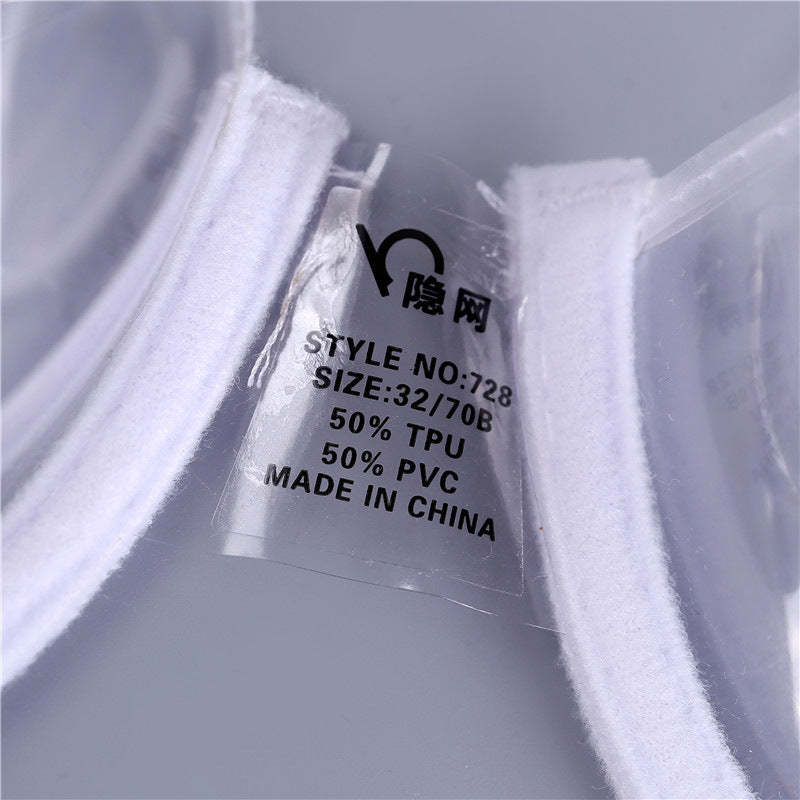 隐网
STYLE NO:728
SIZE:32/70B
50% TPU
50% PVC
MADE IN CHINA